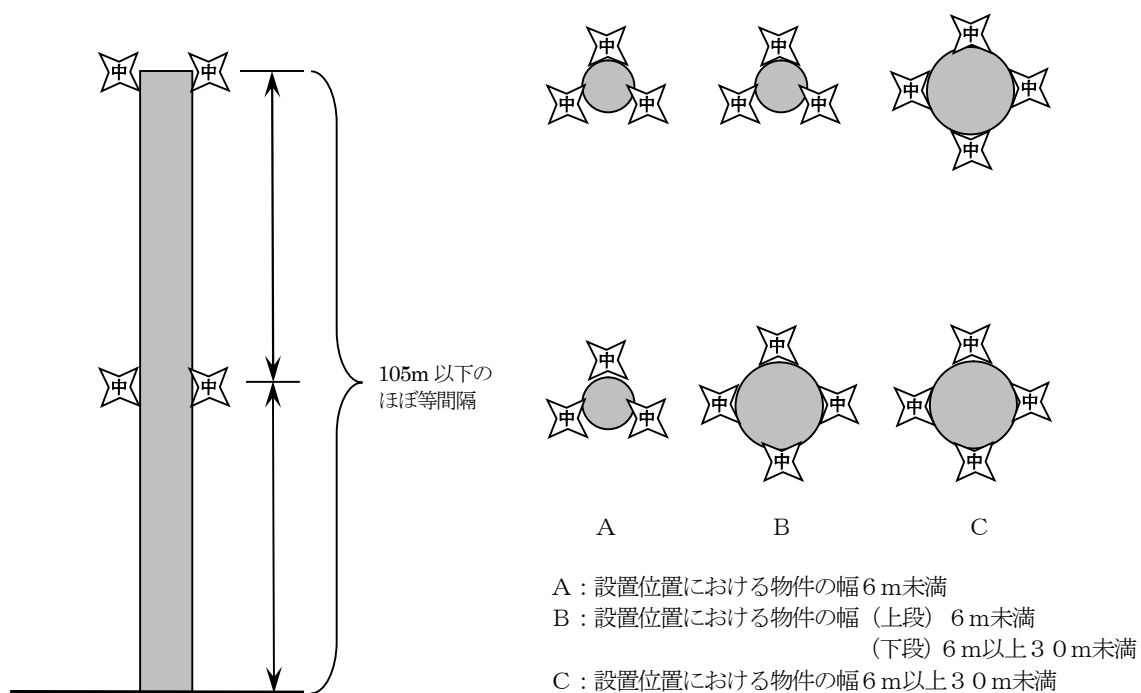 中 中 中 中 中
中 中 中 中 中 中
中
中 中 中
中 中 105m 以下の
ほぼ等間隔
中 中 中 中 中 中
中 中
A B C
A：設置位置における物件の幅6m未満
B：設置位置における物件の幅（上段）6m未満
（下段）6m以上30m未満
C：設置位置における物件の幅6m以上30m未満